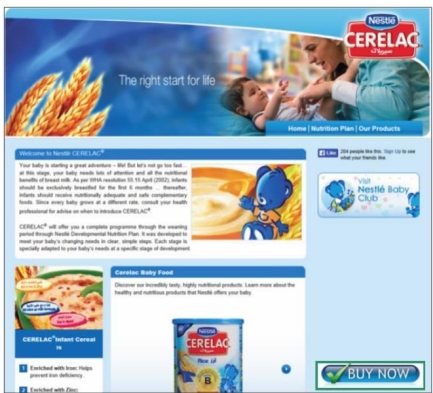 Nestlé
CERELAC
سيريلاك
The right start for life
Home | Nutrition Plan | Our Products
Welcome to Nestlé CERELAC®
Your baby is starting a great adventure – life! But let's not go too fast...
at this stage, your baby needs lots of attention and all the nutritional
benefits of breast milk. As per WHA resolution 55.15 April (2002), infants
should be exclusively breastfed for the first 6 months ... thereafter,
infants should receive nutritionally adequate and safe complementary
foods. Since every baby grows at a different rate, consult your health
professional for advise on when to introduce CERELAC®
CERELAC® will offer you a complete programme through the weaning
period through Nestlé Developmental Nutrition Plan. It was developed to
meet your baby's changing needs in clear, simple steps. Each stage is
specially adapted to your baby's needs at a specific stage of development.
Like
204 people like this. Sign Up to see
what your friends like.
Visit
Nestlé Baby
Club
CERELAC® Infant Cereal
rs
1 Enriched with Iron: Helps
prevent iron deficiency.
2 Enriched with Zinc:
Cerelac Baby Food
Discover our incredibly tasty, highly nutritional products. Learn more about the
healthy and nutritious products that Nestlé offers your baby.
Nestlé
CERELAC
B
BUY NOW